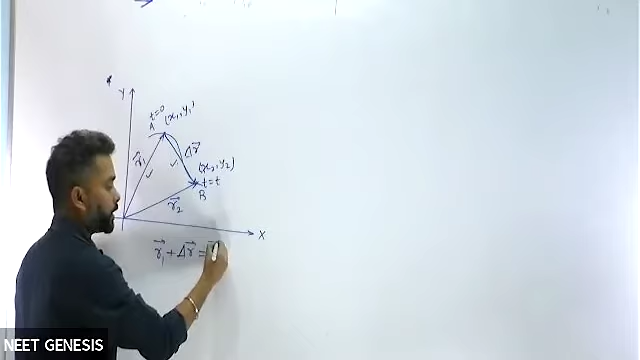 Y
t=0
A (x₁, y₁)
r⃗₁
Δr⃗
(x₂, y₂)
t=t
B
r⃗₂
X
r⃗₁ + Δr⃗ =
NEET GENESIS